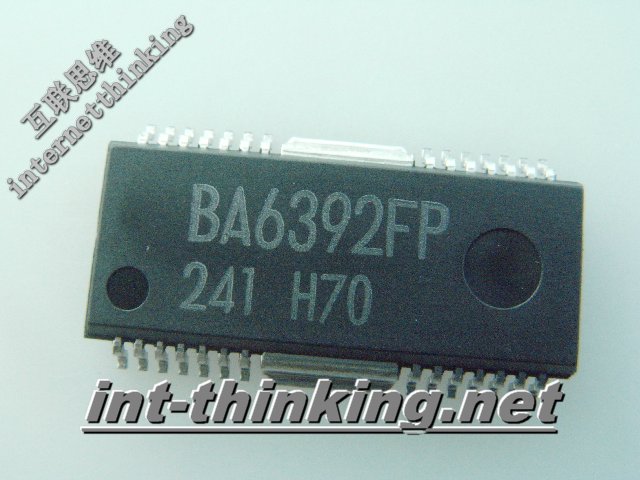 互联思维
internetthinking
BA6392FP
241 H70
int-thinking.net